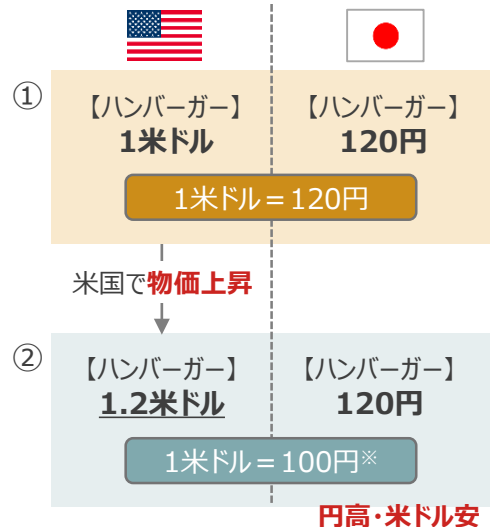 ①
【ハンバーガー】 【ハンバーガー】
1米ドル 120円
1米ドル＝120円
米国で物価上昇
②
【ハンバーガー】 【ハンバーガー】
1.2米ドル 120円
1米ドル＝100円※
円高・米ドル安